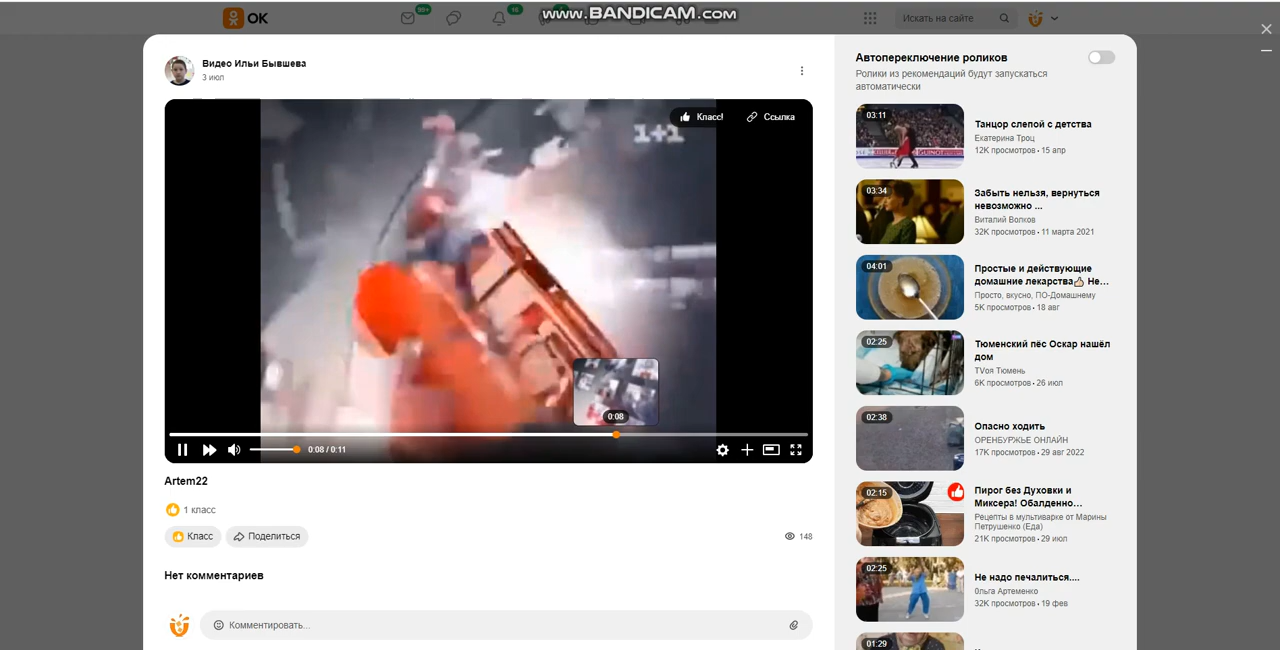 OK
99+
16
www.BANDICAM.com
Искать на сайте
Видео Ильи Бывшева
3 июл
Класс!
Ссылка
1+1
0:08
0:08 / 0:11
Artem22
1 класс
Класс
Поделиться
148
Нет комментариев
Комментировать...
Автопереключение роликов
Ролики из рекомендаций будут запускаться
автоматически
03:11
Танцор слепой с детства
Екатерина Троц
12K просмотров • 15 апр
03:34
Забыть нельзя, вернуться
невозможно ...
Виталий Волков
32K просмотров • 11 марта 2021
04:01
Простые и действующие
домашние лекарства👍 Не...
Просто, вкусно, ПО-Домашнему
5K просмотров • 18 авг
02:25
Тюменский пёс Оскар нашёл
дом
TVоя Тюмень
6K просмотров • 26 июл
02:38
Опасно ходить
ОРЕНБУРЖЬЕ ОНЛАЙН
17K просмотров • 29 авг 2022
02:15
Пирог без Духовки и
Миксера! Обалденно...
Рецепты в мультиварке от Марины
Петрушенко (Еда)
21K просмотров • 29 июл
02:25
Не надо печалиться....
0льга Артеменко
32K просмотров • 19 фев
01:29